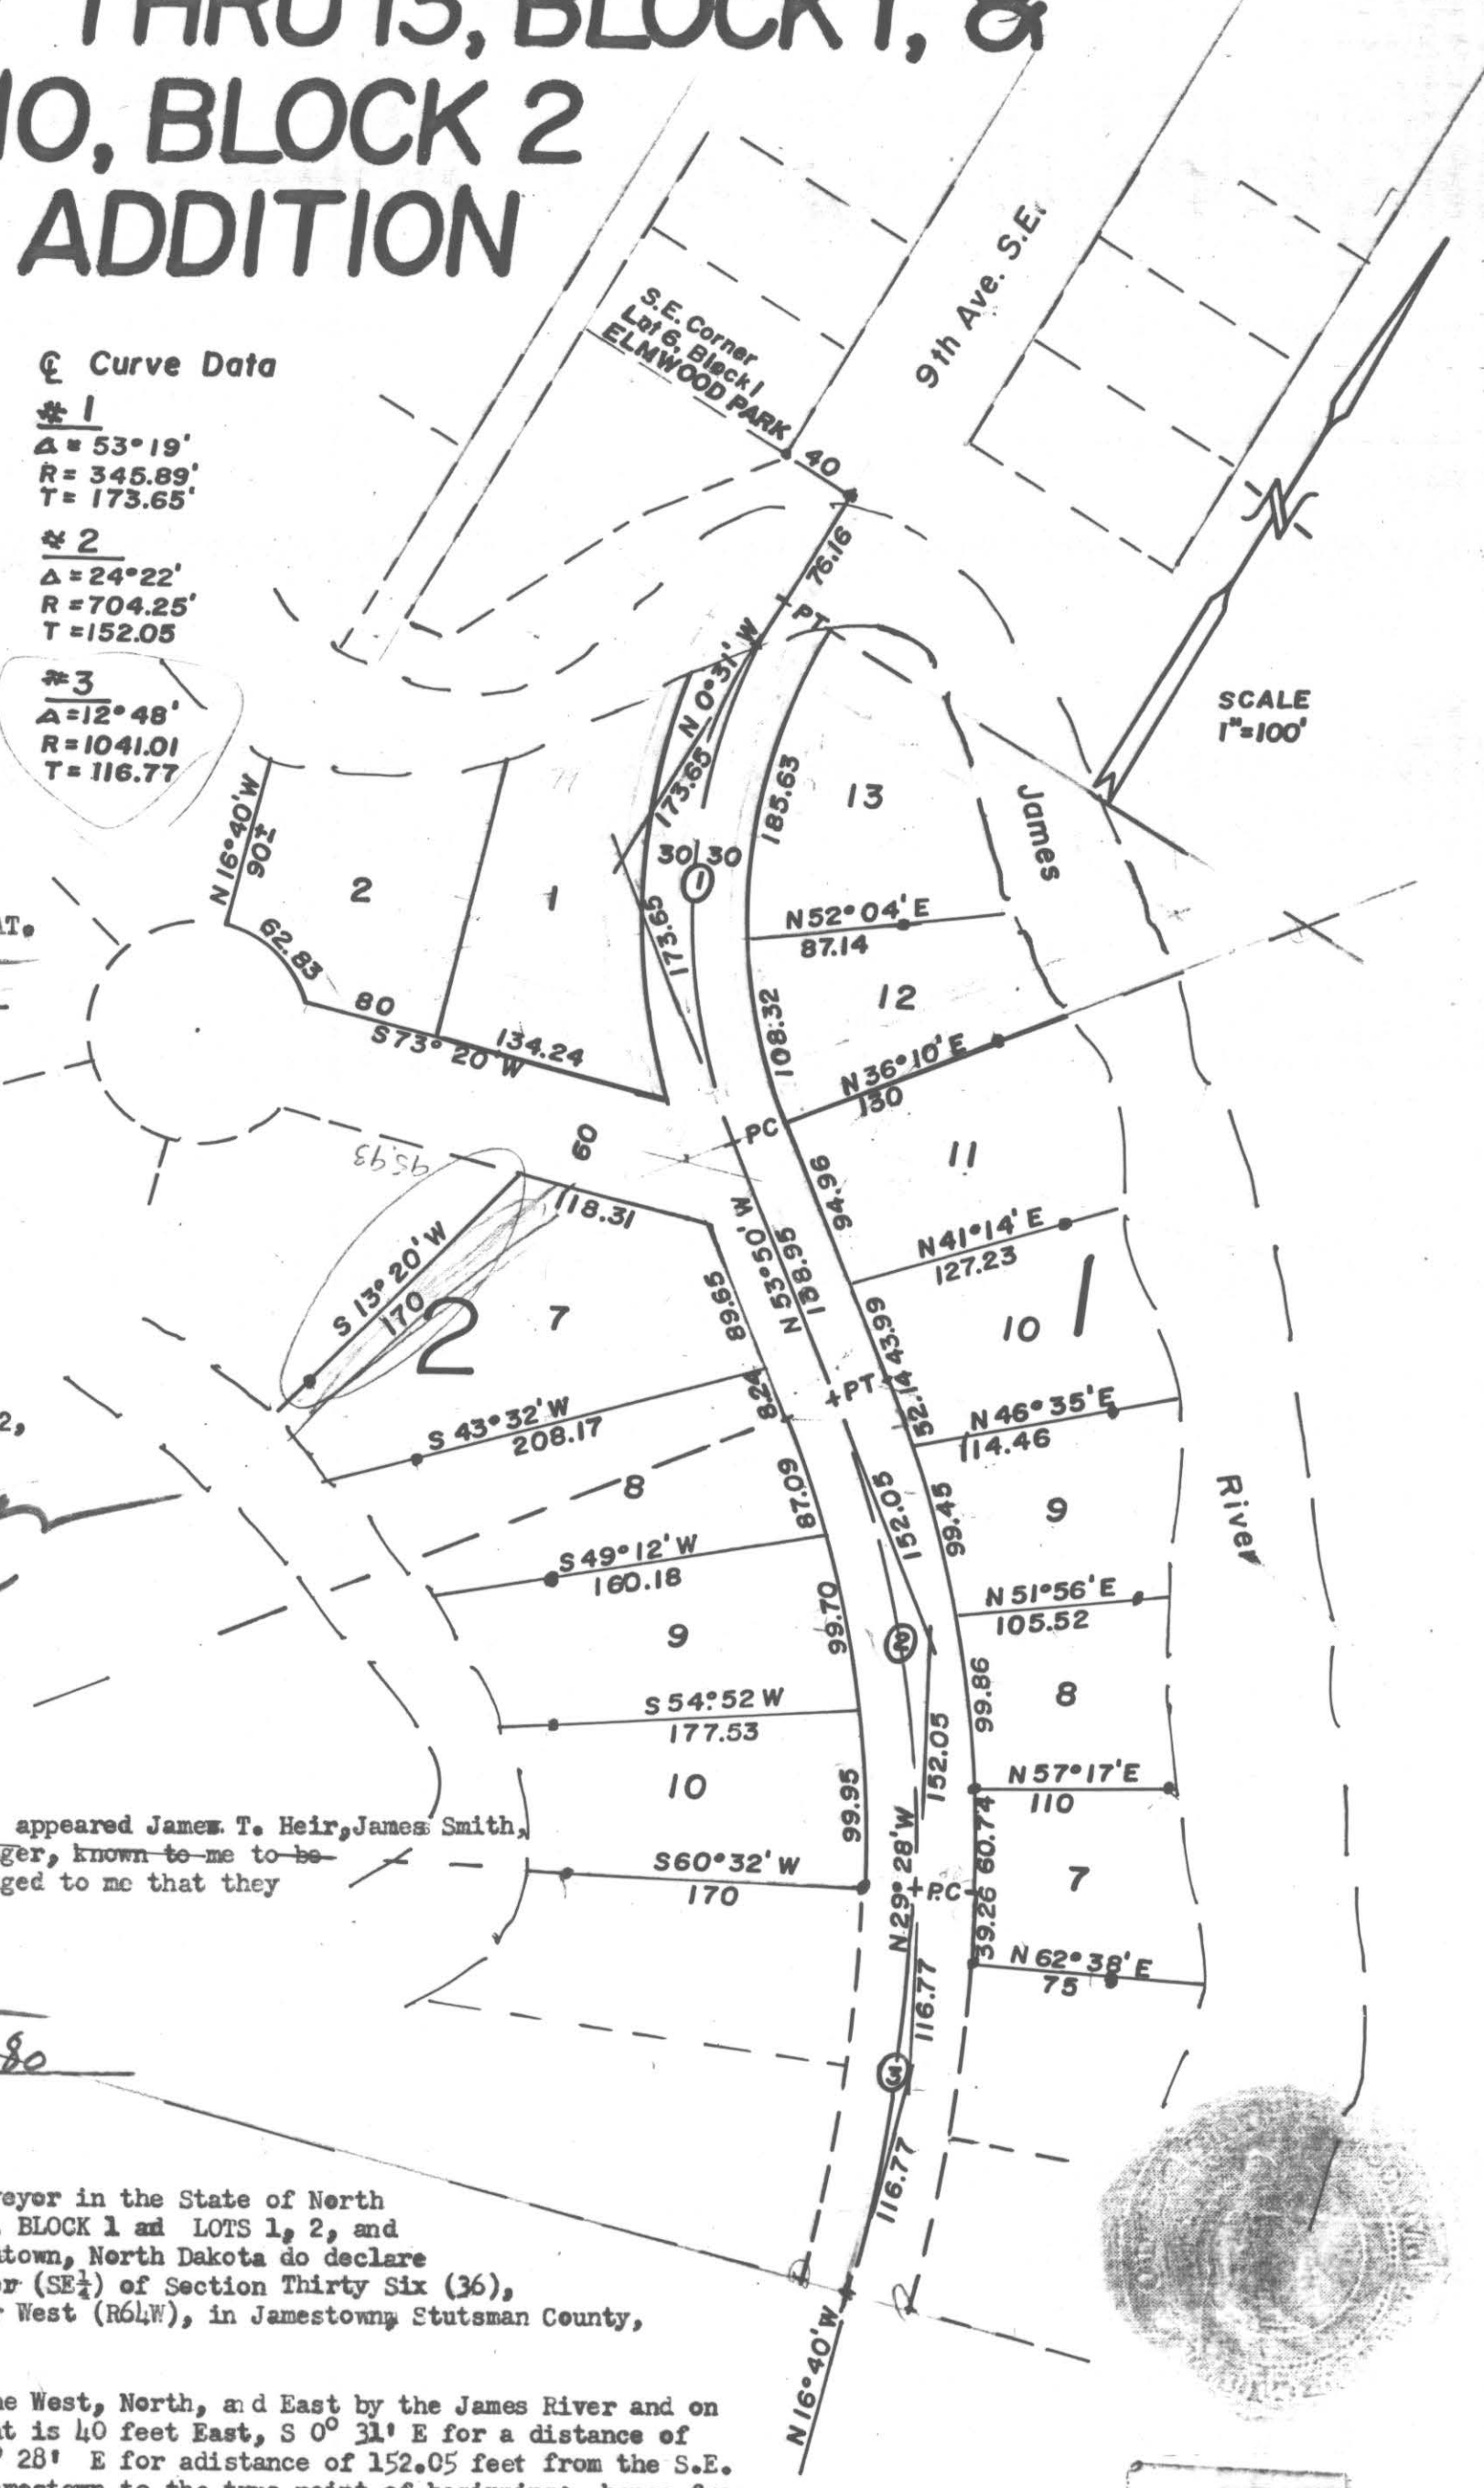 THRU 13, BLOCK 1, &
10, BLOCK 2
ADDITION
℄ Curve Data
# 1
Δ = 53°19'
R = 345.89'
T = 173.65'
# 2
Δ = 24°22'
R = 704.25'
T = 152.05
#3
Δ=12°48'
R=1041.01
T= 116.77
S.E. Corner
Lot 6, Block 1
ELMWOOD PARK
40
9th Ave. S.E.
N
SCALE
1"=100'
76.16
PT
N 0°31' W
173.65
185.63
13
James
30 30
1
173.65
N 16°40'W
90±
2
1
62.83
80
S 73° 20' W
134.24
N 52° 04' E
87.14
12
108.32
N 36°10' E
130
PC
60
95.93
118.31
11
94.96
N 53°50' W
138.95
N 41°14' E
127.23
S 13° 20' W
170
2
7
89.65
43.99
10
1
PT
52.14
N 46° 35' E
114.46
S 43° 32' W
208.17
8.24
8
87.09
152.05
99.45
9
River
S 49° 12' W
160.18
N 51°56' E
105.52
9
99.70
2
99.86
8
S 54° 52 W
177.53
152.05
N 57°17' E
110
10
99.95
60.74
7
S 60° 32' W
170
N 29° 28' W
P.C
39.26
N 62° 38' E
75
116.77
3
116.77
N 16°40' W
AT.
2,
appeared James T. Heir, James Smith,
ger, known to me to be
ged to me that they
80
veyor in the State of North
BLOCK 1 ad LOTS 1, 2, and
stown, North Dakota do declare
er (SE¼) of Section Thirty Six (36),
West (R64W), in Jamestown, Stutsman County,
he West, North, and East by the James River and on
t is 40 feet East, S 0° 31' E for a distance of
28' E for adistance of 152.05 feet from the S.E.